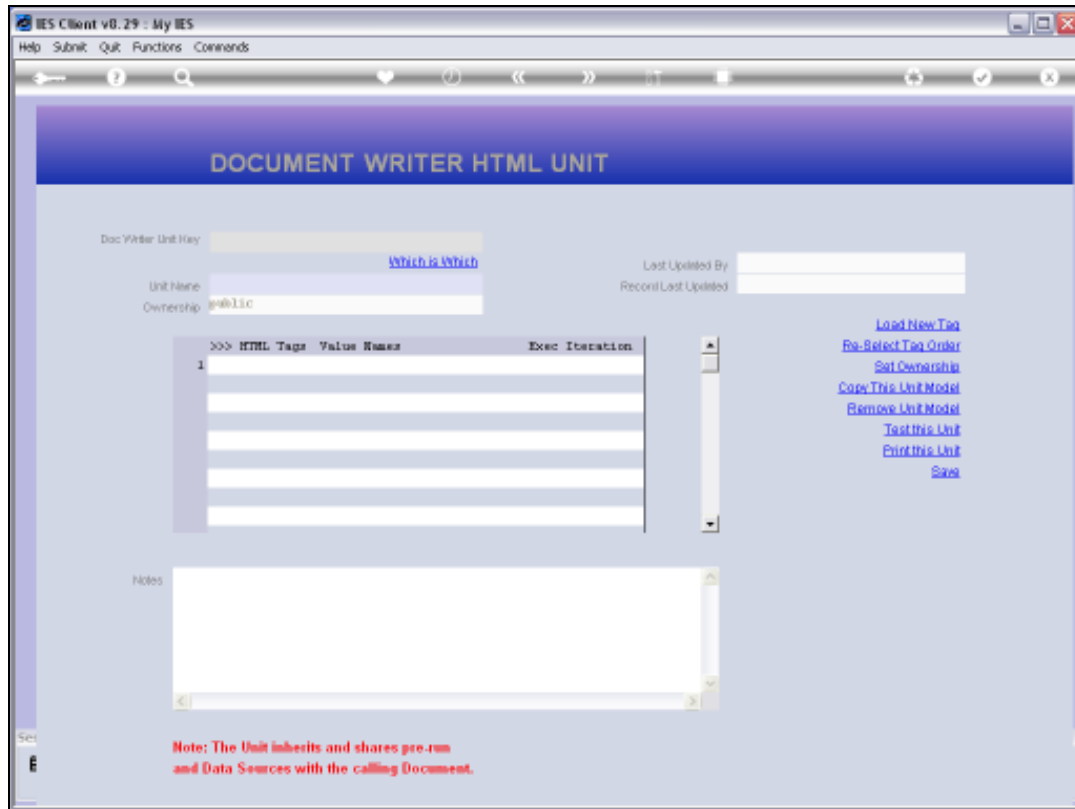 IES Client v8.29 : My IES
Help Submit Quit Functions Commands
DOCUMENT WRITER HTML UNIT
Doc Writer Unit Key
Which is Which
Last Updated By
Unit Name
Record Last Updated
Ownership public
Load New Tag
>>> HTML Tags Value Names Exec Iteration
Re-Select Tag Order
1
Set Ownership
Copy This Unit Model
Remove Unit Model
Test this Unit
Print this Unit
Save
Notes
Note: The Unit inherits and shares pre-run
and Data Sources with the calling Document.